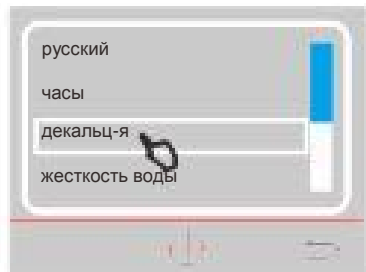 русский
часы
декальц-я
жесткость воды